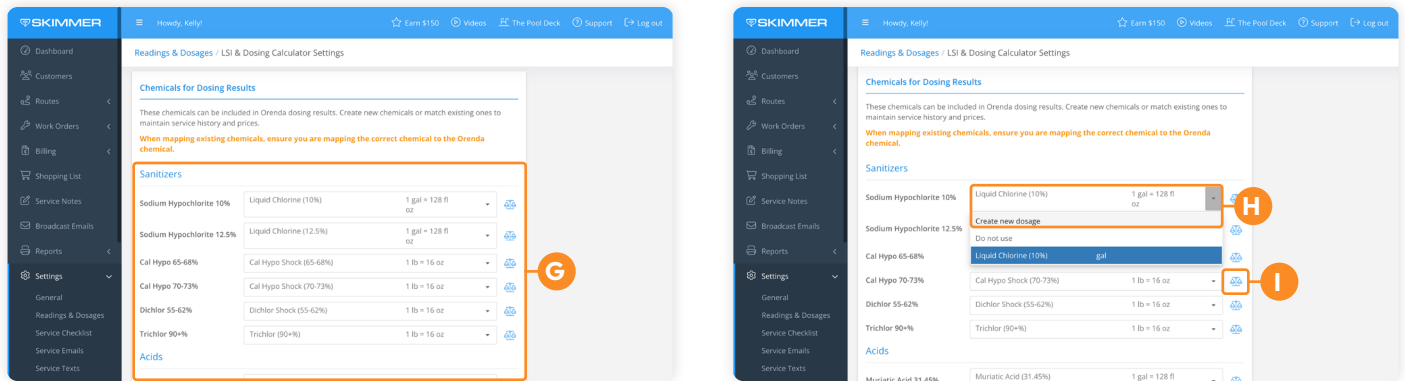 SKIMMER
Howdy, Kelly!
Earn $150
Videos
The Pool Deck
Support
Log out
Dashboard
Customers
Routes
Work Orders
Billing
Shopping List
Service Notes
Broadcast Emails
Reports
Settings
General
Readings & Dosages
Service Checklist
Service Emails
Service Texts
Readings & Dosages / LSI & Dosing Calculator Settings
Chemicals for Dosing Results
These chemicals can be included in Orenda dosing results. Create new chemicals or match existing ones to
maintain service history and prices.
When mapping existing chemicals, ensure you are mapping the correct chemical to the Orenda
chemical.
Sanitizers
Sodium Hypochlorite 10% Liquid Chlorine (10%) 1 gal = 128 fl
oz
Sodium Hypochlorite 12.5% Liquid Chlorine (12.5%) 1 gal = 128 fl
oz
Cal Hypo 65-68% Cal Hypo Shock (65-68%) 1 lb = 16 oz
Cal Hypo 70-73% Cal Hypo Shock (70-73%) 1 lb = 16 oz
Dichlor 55-62% Dichlor Shock (55-62%) 1 lb = 16 oz
Trichlor 90+% Trichlor (90+%) 1 lb = 16 oz
Acids
G
SKIMMER
Howdy, Kelly!
Earn $150
Videos
The Pool Deck
Support
Log out
Dashboard
Customers
Routes
Work Orders
Billing
Shopping List
Service Notes
Broadcast Emails
Reports
Settings
General
Readings & Dosages
Service Checklist
Service Emails
Service Texts
Readings & Dosages / LSI & Dosing Calculator Settings
Chemicals for Dosing Results
These chemicals can be included in Orenda dosing results. Create new chemicals or match existing ones to
maintain service history and prices.
When mapping existing chemicals, ensure you are mapping the correct chemical to the Orenda
chemical.
Sanitizers
Sodium Hypochlorite 10% Liquid Chlorine (10%) 1 gal = 128 fl
oz
H
Create new dosage
Sodium Hypochlorite 12.5%
Do not use
Cal Hypo 65-68% Liquid Chlorine (10%) gal
Cal Hypo 70-73% Cal Hypo Shock (70-73%) 1 lb = 16 oz
I
Dichlor 55-62% Dichlor Shock (55-62%) 1 lb = 16 oz
Trichlor 90+% Trichlor (90+%) 1 lb = 16 oz
Acids
Muriatic Acid 31.45% Muriatic Acid (31.45%) 1 gal = 128 fl